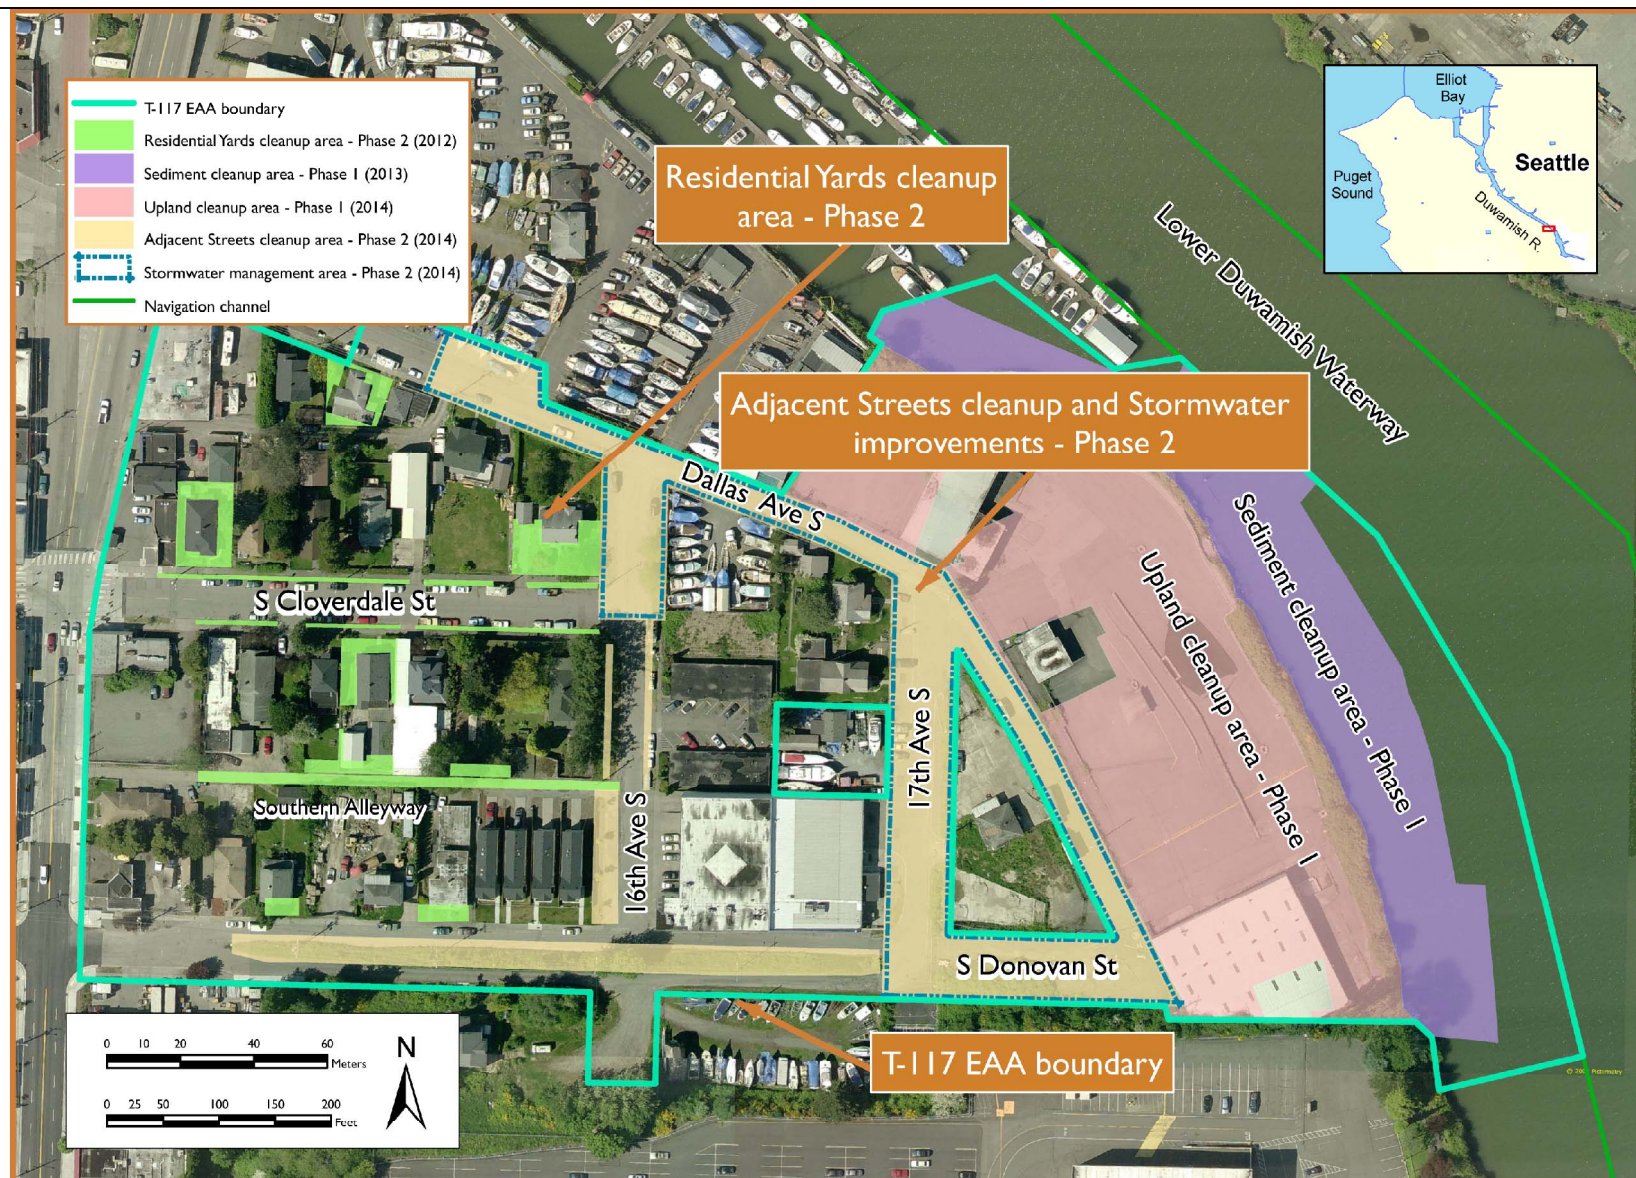 T-117 EAA boundary
Residential Yards cleanup area - Phase 2 (2012)
Sediment cleanup area - Phase 1 (2013)
Upland cleanup area - Phase 1 (2014)
Adjacent Streets cleanup area - Phase 2 (2014)
Stormwater management area - Phase 2 (2014)
Navigation channel
Residential Yards cleanup
area - Phase 2
Elliot
Bay
Seattle
Puget
Sound
Duwamish R.
Lower Duwamish Waterway
Adjacent Streets cleanup and Stormwater
improvements - Phase 2
Dallas Ave S
Sediment cleanup area - Phase 1
Upland cleanup area - Phase 1
S Cloverdale St
17th Ave S
16th Ave S
Southern Alleyway
S Donovan St
T-117 EAA boundary
0 10 20 40 60
Meters
0 25 50 100 150 200
Feet
N